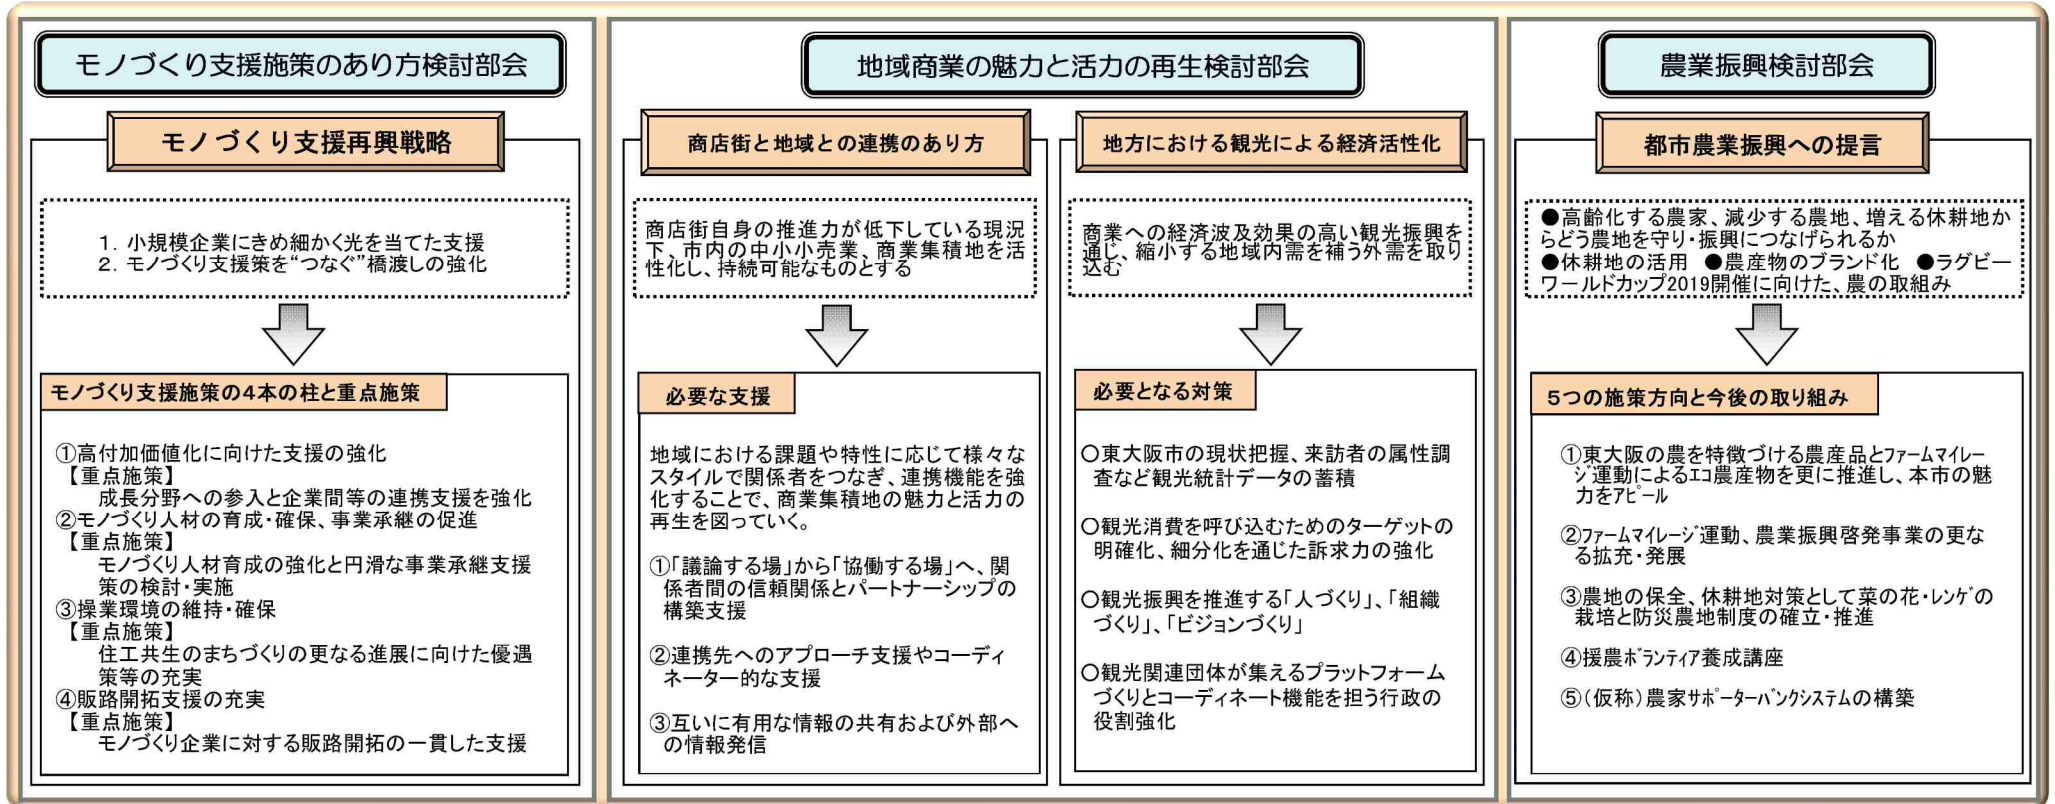 モノづくり支援施策のあり方検討部会
モノづくり支援再興戦略
1．小規模企業にきめ細かく光を当てた支援
2．モノづくり支援策を“つなぐ”橋渡しの強化
モノづくり支援施策の4本の柱と重点施策
①高付加価値化に向けた支援の強化
【重点施策】
成長分野への参入と企業間等の連携支援を強化
②モノづくり人材の育成・確保、事業承継の促進
【重点施策】
モノづくり人材育成の強化と円滑な事業承継支援
策の検討・実施
③操業環境の維持・確保
【重点施策】
住工共生のまちづくりの更なる進展に向けた優遇
策等の充実
④販路開拓支援の充実
【重点施策】
モノづくり企業に対する販路開拓の一貫した支援
地域商業の魅力と活力の再生検討部会
商店街と地域との連携のあり方
商店街自身の推進力が低下している現況
下、市内の中小小売業、商業集積地を活
性化し、持続可能なものとする
必要な支援
地域における課題や特性に応じて様々な
スタイルで関係者をつなぎ、連携機能を強
化することで、商業集積地の魅力と活力の
再生を図っていく。
①「議論する場」から「協働する場」へ、関
係者間の信頼関係とパートナーシップの
構築支援
②連携先へのアプローチ支援やコーディ
ネーター的な支援
③互いに有用な情報の共有および外部へ
の情報発信
地方における観光による経済活性化
商業への経済波及効果の高い観光振興を
通じ、縮小する地域内需を補う外需を取り
込む
必要となる対策
○東大阪市の現状把握、来訪者の属性調
査など観光統計データの蓄積
○観光消費を呼び込むためのターゲットの
明確化、細分化を通じた訴求力の強化
○観光振興を推進する「人づくり」、「組織
づくり」、「ビジョンづくり」
○観光関連団体が集えるプラットフォーム
づくりとコーディネート機能を担う行政の
役割強化
農業振興検討部会
都市農業振興への提言
●高齢化する農家、減少する農地、増える休耕地か
らどう農地を守り・振興につなげられるか
●休耕地の活用 ●農産物のブランド化 ●ラグビー
ワールドカップ2019開催に向けた、農の取組み
5つの施策方向と今後の取り組み
①東大阪の農を特徴づける農産品とﾌｧｰﾑマイレー
ｼﾞ運動によるｴｺ農産物を更に推進し、本市の魅
力をｱﾋﾟｰﾙ
②ﾌｧｰﾑマイレｰｼﾞ運動、農業振興啓発事業の更な
る拡充・発展
③農地の保全、休耕地対策として菜の花・ﾚﾝｹﾞの
栽培と防災農地制度の確立・推進
④援農ﾎﾞランティア養成講座
⑤（仮称）農家ｻﾎﾟｰﾀｰﾊﾞﾝｸシステムの構築